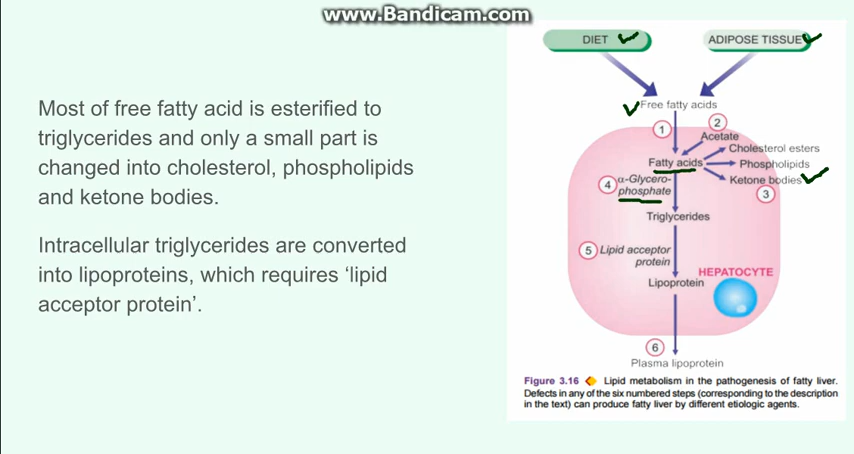 www.Bandicam.com
Most of free fatty acid is esterified to
triglycerides and only a small part is
changed into cholesterol, phospholipids
and ketone bodies.
Intracellular triglycerides are converted
into lipoproteins, which requires ‘lipid
acceptor protein’.
DIET
ADIPOSE TISSUE
Free fatty acids
1
2
Acetate
Cholesterol esters
Fatty acids
Phospholipids
Ketone bodies
3
4
α-Glycero-
phosphate
Triglycerides
5
Lipid acceptor
protein
HEPATOCYTE
Lipoprotein
6
Plasma lipoprotein
Figure 3.16 Lipid metabolism in the pathogenesis of fatty liver.
Defects in any of the six numbered steps (corresponding to the description
in the text) can produce fatty liver by different etiologic agents.